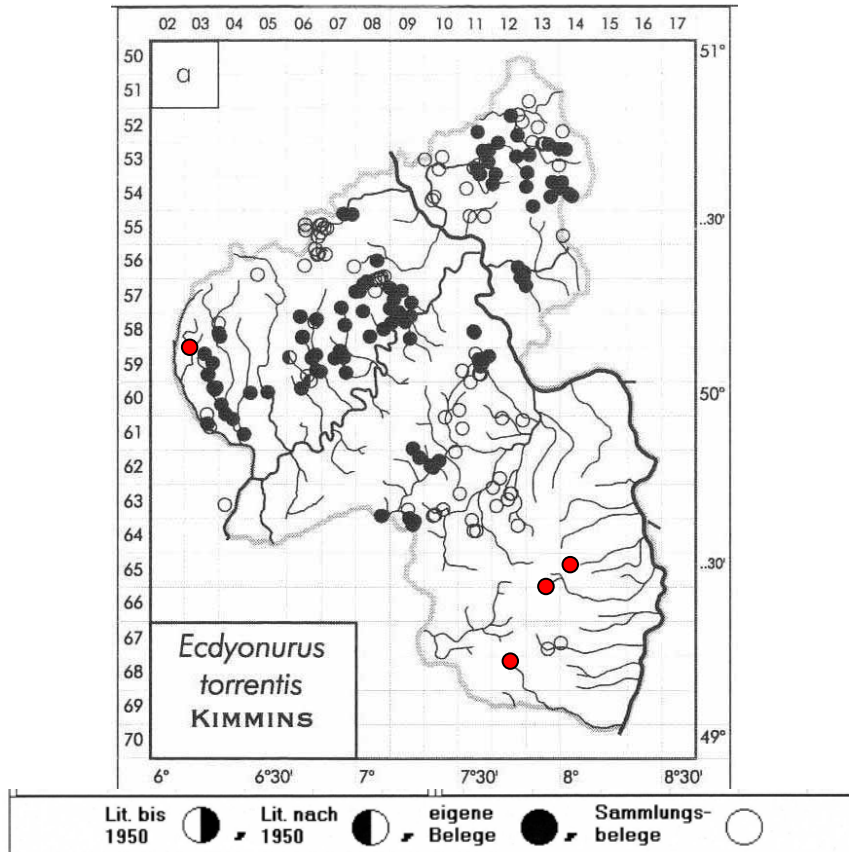 02 03 04 05 06 07 08 09 10 11 12 13 14 15 16 17
50
51
52
53
54
55
56
57
58
59
60
61
62
63
64
65
66
67
68
69
70
a
51°
..30'
50°
..30'
49°
Ecdyonurus
torrentis
KIMMINS
6° 6°30' 7° 7°30' 8° 8°30'
Lit. bis
1950
, Lit. nach
1950
, eigene
Belege
, Sammlungs-
belege